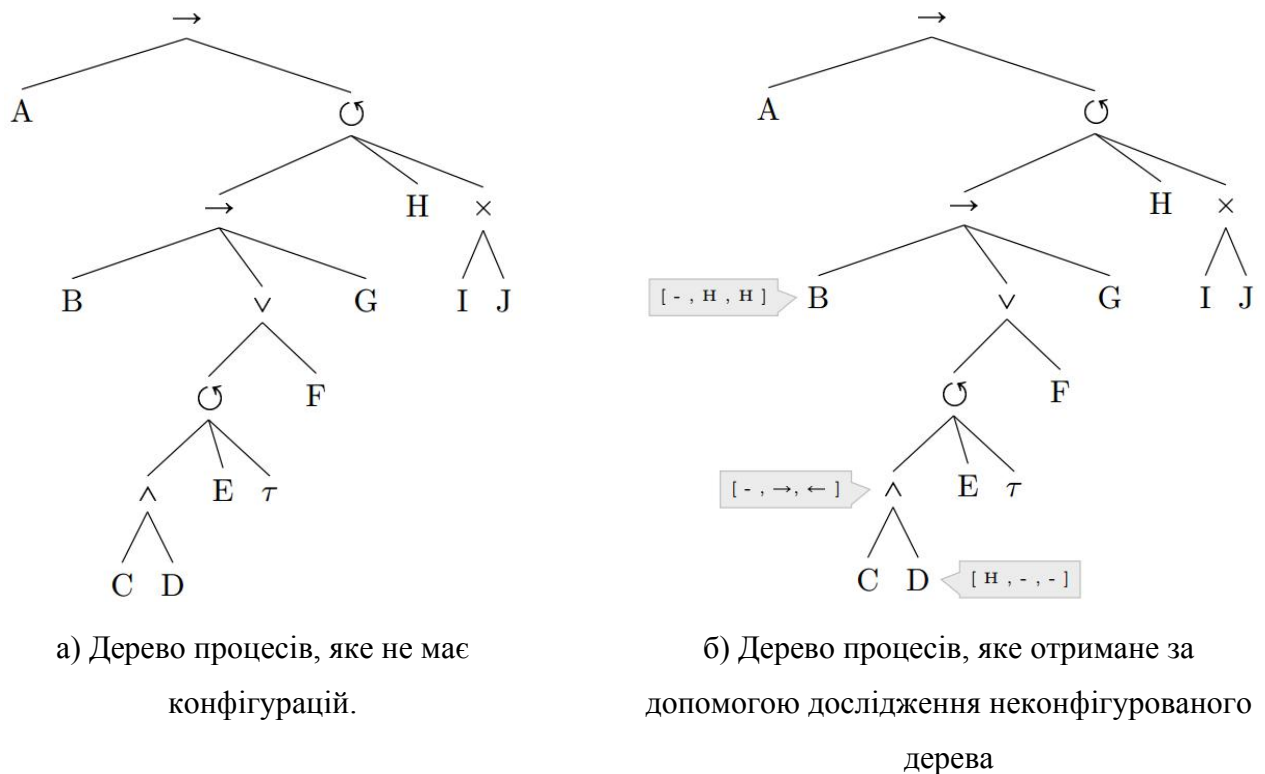 →
A
↺
→
H
×
B
∨
G
I J
↺
F
∧
E
τ
C D
а) Дерево процесів, яке не має
конфігурацій.
→
A
↺
→
H
×
[ - , H , H ]
B
∨
G
I J
↺
F
[ - , →, ← ]
∧
E
τ
C D
[ H , - , - ]
б) Дерево процесів, яке отримане за
допомогою дослідження неконфігурованого
дерева